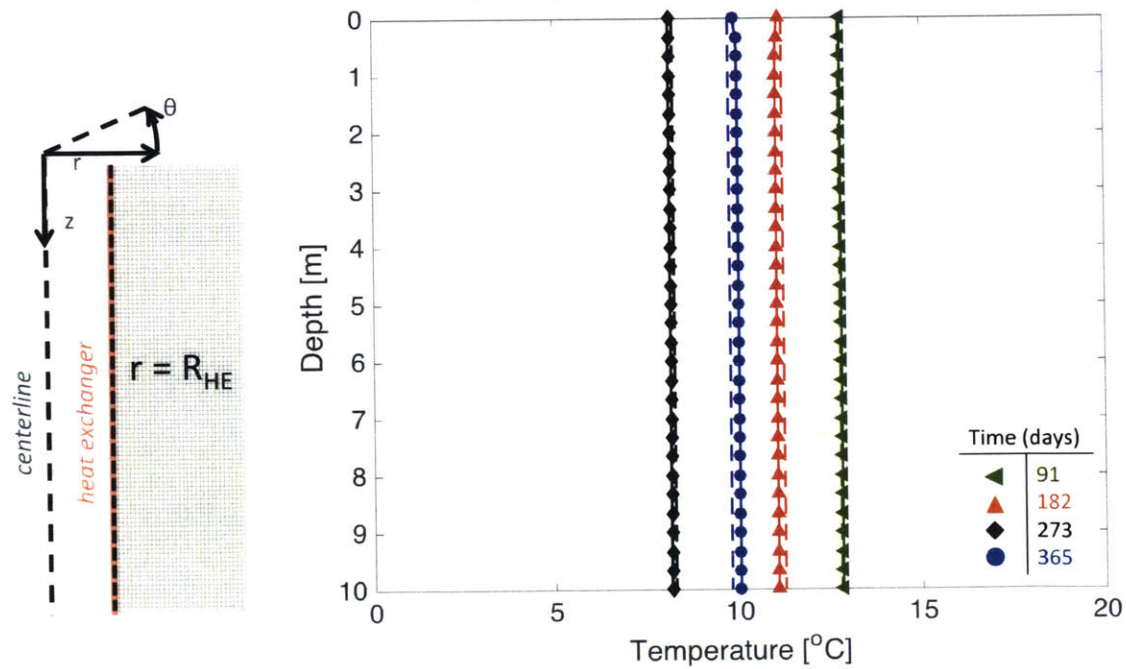 θ
r
z
centerline
heat exchanger
r = R_HE
Depth [m]
0
1
2
3
4
5
6
7
8
9
10
0
5
10
15
20
Temperature [°C]
Time (days)
91
182
273
365